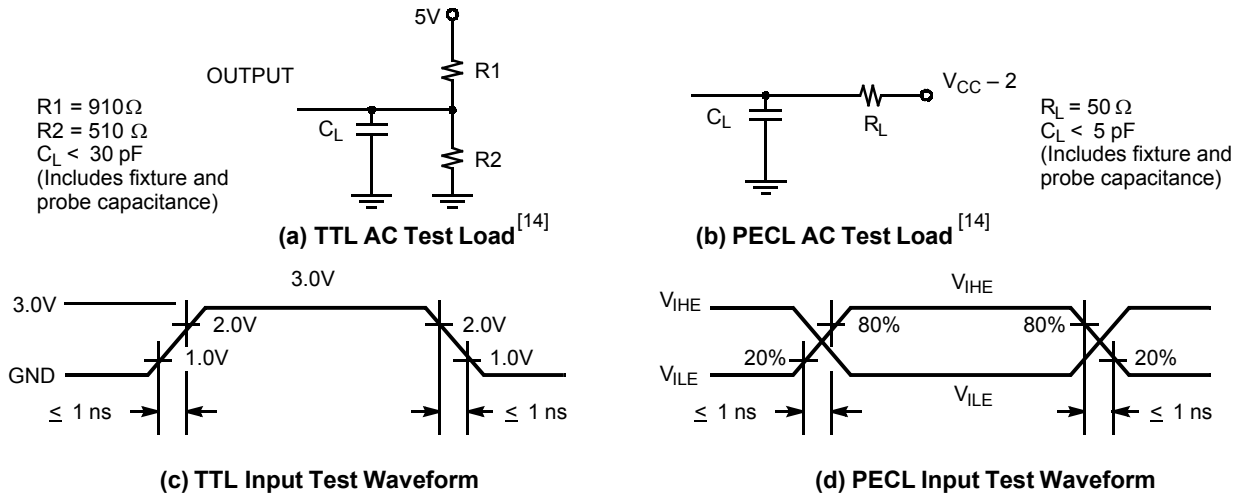 5V
R1
OUTPUT
R1 = 910Ω
R2 = 510 Ω
C_L < 30 pF
(Includes fixture and
probe capacitance)
C_L
R2
(a) TTL AC Test Load [14]
V_CC – 2
C_L
R_L
R_L = 50 Ω
C_L < 5 pF
(Includes fixture and
probe capacitance)
(b) PECL AC Test Load [14]
3.0V
3.0V
2.0V
2.0V
1.0V
1.0V
GND
≤ 1 ns
≤ 1 ns
(c) TTL Input Test Waveform
V_IHE
V_IHE
80%
80%
20%
20%
V_ILE
V_ILE
≤ 1 ns
≤ 1 ns
(d) PECL Input Test Waveform